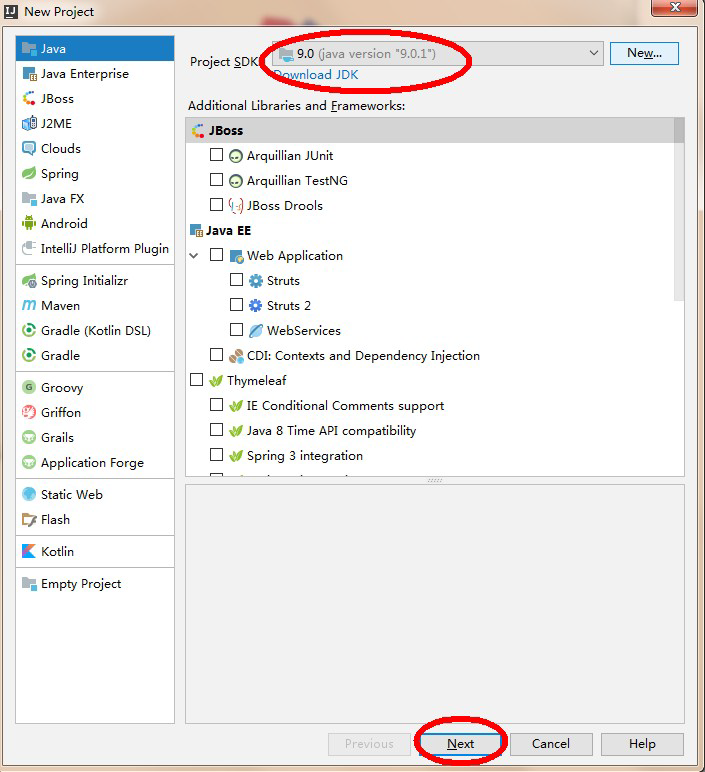 New Project
Java
Java Enterprise
JBoss
J2ME
Clouds
Spring
Java FX
Android
IntelliJ Platform Plugin
Spring Initializr
Maven
Gradle (Kotlin DSL)
Gradle
Groovy
Griffon
Grails
Application Forge
Static Web
Flash
Kotlin
Empty Project
Project SDK 9.0 (java version "9.0.1") New...
Download JDK
Additional Libraries and Frameworks:
JBoss
Arquillian JUnit
Arquillian TestNG
JBoss Drools
Java EE
Web Application
Struts
Struts 2
WebServices
CDI: Contexts and Dependency Injection
Thymeleaf
IE Conditional Comments support
Java 8 Time API compatibility
Spring 3 integration
Previous Next Cancel Help